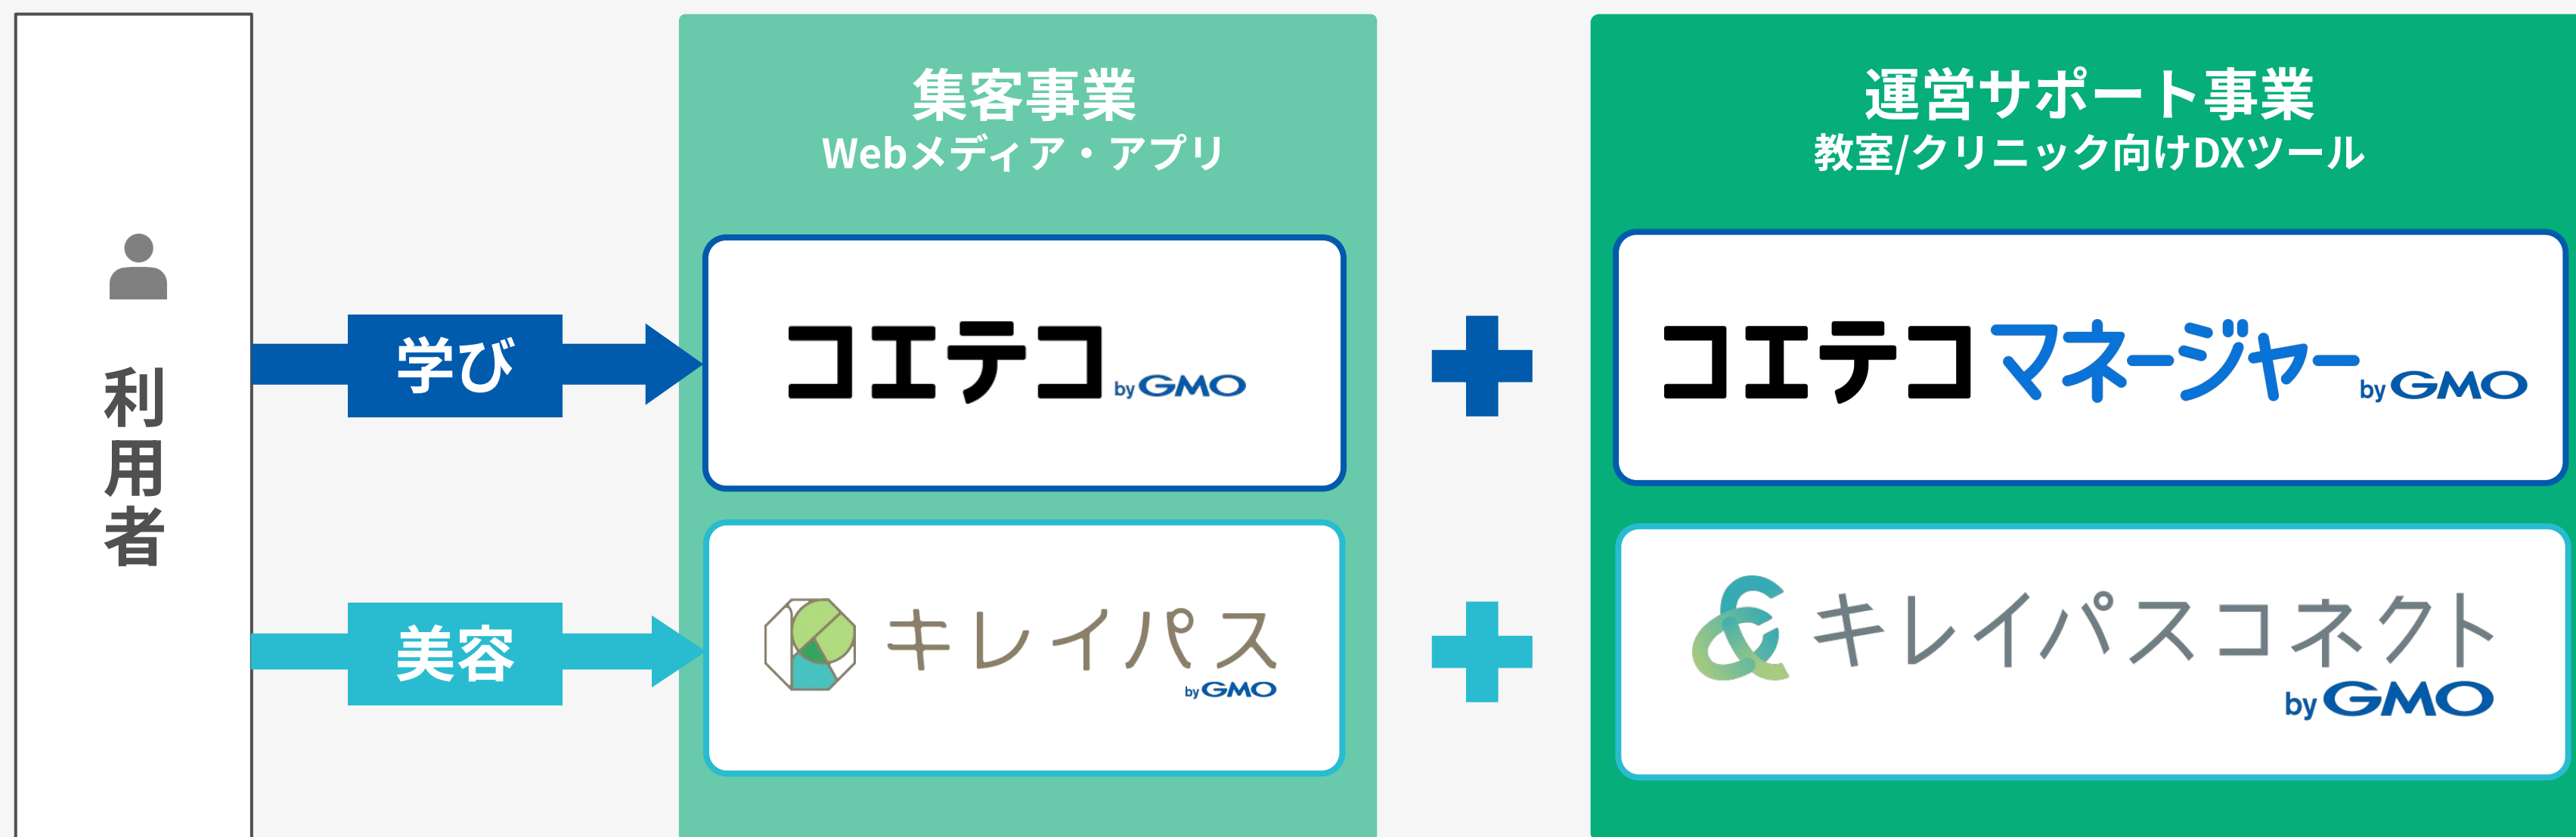 利用者
学び
美容
集客事業
Webメディア・アプリ
コエテコ by GMO
キレイパス
by GMO
運営サポート事業
教室/クリニック向けDXツール
コエテコマネージャー by GMO
キレイパスコネクト
by GMO